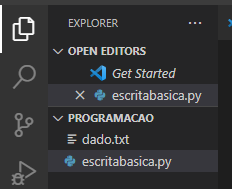 EXPLORER
OPEN EDITORS
Get Started
escritabasica.py
PROGRAMACAO
dado.txt
escritabasica.py